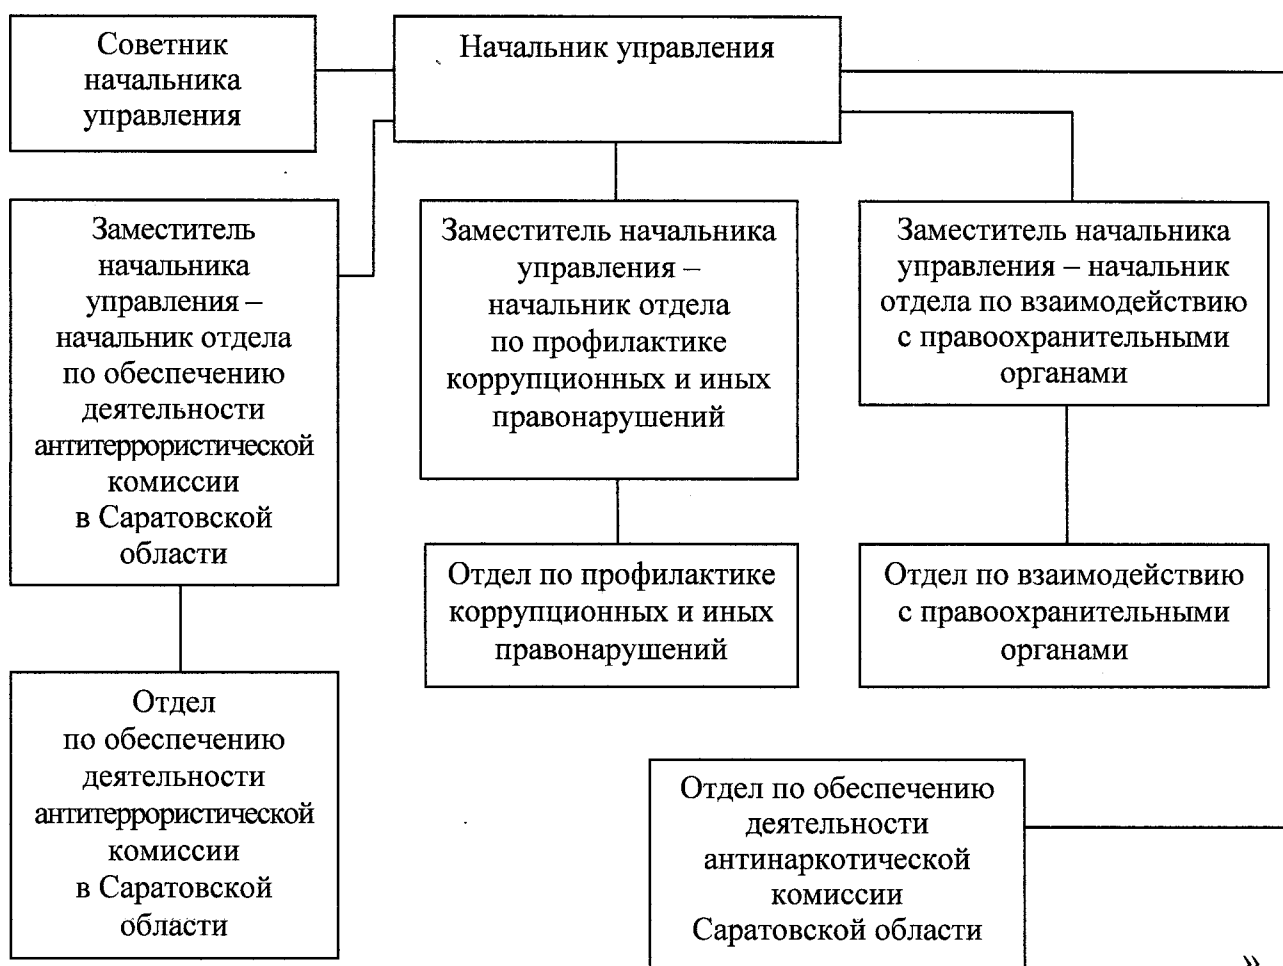 Советник
начальника
управления
Начальник управления
Заместитель
начальника
управления –
начальник отдела
по обеспечению
деятельности
антитеррористической
комиссии
в Саратовской
области
Заместитель начальника
управления –
начальник отдела
по профилактике
коррупционных и иных
правонарушений
Заместитель начальника
управления – начальник
отдела по взаимодействию
с правоохранительными
органами
Отдел по профилактике
коррупционных и иных
правонарушений
Отдел по взаимодействию
с правоохранительными
органами
Отдел
по обеспечению
деятельности
антитеррористической
комиссии
в Саратовской
области
Отдел по обеспечению
деятельности
антинаркотической
комиссии
Саратовской области
»